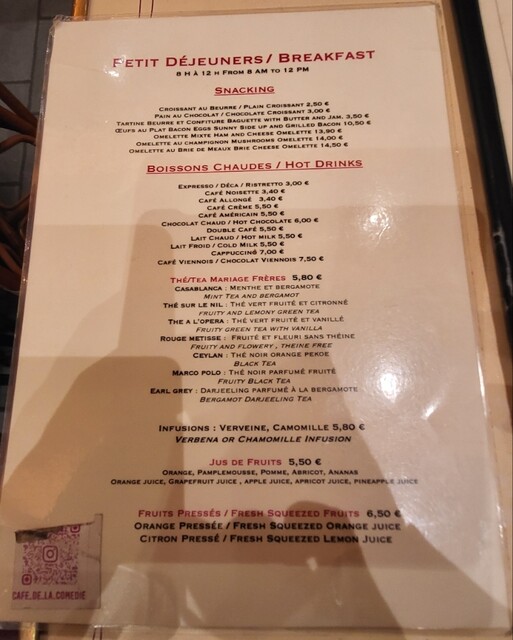 Petit Déjeuners / Breakfast
8 H à 12 H From 8 AM to 12 PM
Snacking
Croissant au Beurre / Plain Croissant 2,50 €
Pain au Chocolat / Chocolate Croissant 3,00 €
Tartine Beurre et Confiture Baguette with Butter and Jam. 3,50 €
Œufs au Plat Bacon Eggs Sunny Side up and Grilled Bacon 10,50 €
Omelette Mixte Ham and Cheese Omelette 13,90 €
Omelette au champignon Mushrooms Omelette 14,00 €
Omelette au Brie de Meaux Brie Cheese Omelette 14,50 €
Boissons Chaudes / Hot Drinks
Expresso / Déca / Ristretto 3,00 €
Café Noisette 3,40 €
Café Allongé 3,40 €
Café Crème 5,50 €
Café Américain 5,50 €
Chocolat Chaud / Hot Chocolate 6,00 €
Double Café 5,50 €
Lait Chaud / Hot milk 5,50 €
Lait Froid / Cold Milk 5,50 €
Cappuccino 7,00 €
Café Viennois / Chocolat Viennois 7,50 €
Thé/Tea Mariage Frères 5,80 €
Casablanca : Menthe et bergamote
Mint Tea and bergamot
Thé sur le Nil : Thé vert fruité et citronné
fruity and lemony green tea
The a l'opera : Thé vert fruité et vanillé
Fruity green tea with vanilla
Rouge Metisse : Fruité et fleuri sans théine
Fruity and flowery , theine free
Ceylan : Thé noir orange pekoe
Black Tea
Marco Polo : Thé noir parfumé fruité
Fruity Black Tea
Earl grey : Darjeeling parfumé à la bergamote
Bergamot Darjeeling Tea
Infusions : Verveine, Camomille 5,80 €
Verbena or Chamomille Infusion
Jus de Fruits 5,50 €
Orange, Pamplemousse, Pomme, Abricot, Ananas
Orange juice, Grapefruit juice , apple juice, apricot juice, pineapple juice
Fruits Pressés / Fresh Squeezed Fruits 6,50 €
Orange Pressée / Fresh Squeezed Orange juice
Citron Pressé / Fresh Squeezed Lemon Juice
CAFE_DE_LA_COMEDIE